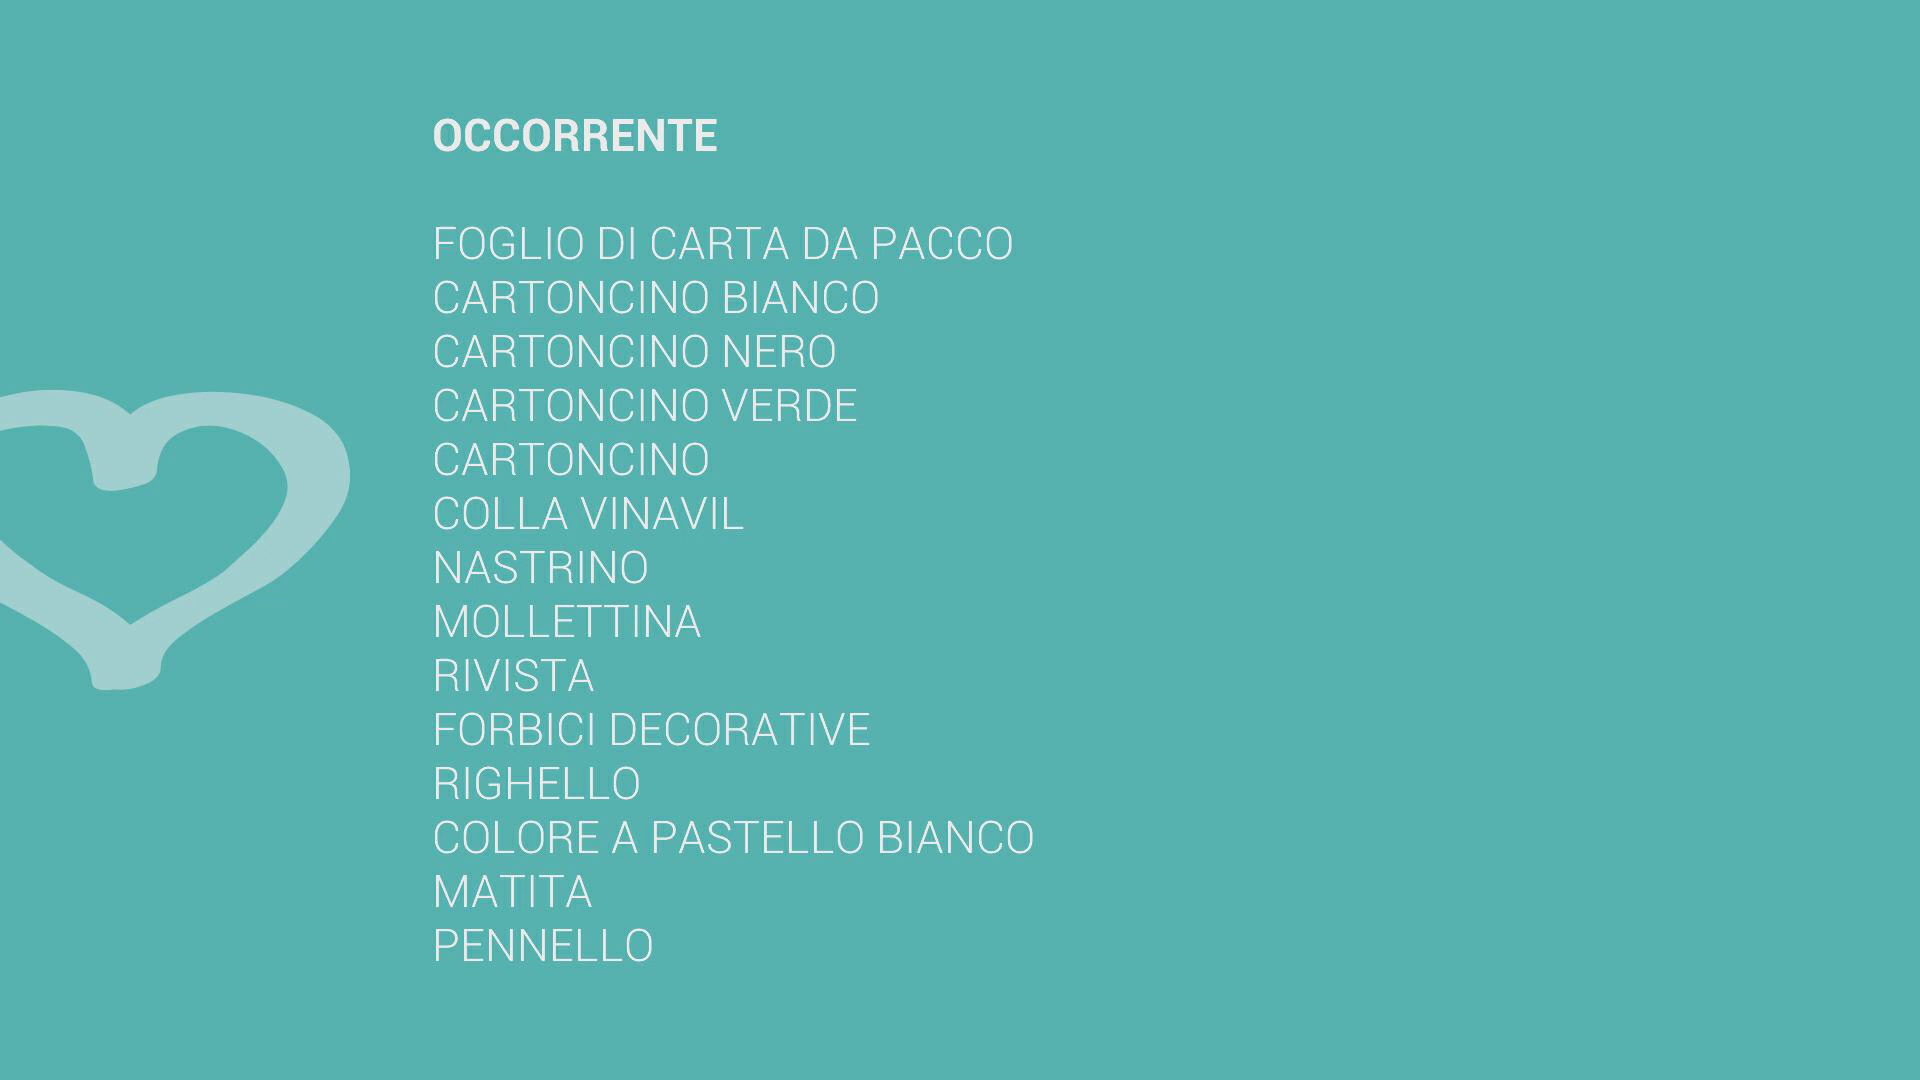 OCCORRENTE
FOGLIO DI CARTA DA PACCO
CARTONCINO BIANCO
CARTONCINO NERO
CARTONCINO VERDE
CARTONCINO
COLLA VINAVIL
NASTRINO
MOLLETTINA
RIVISTA
FORBICI DECORATIVE
RIGHELLO
COLORE A PASTELLO BIANCO
MATITA
PENNELLO